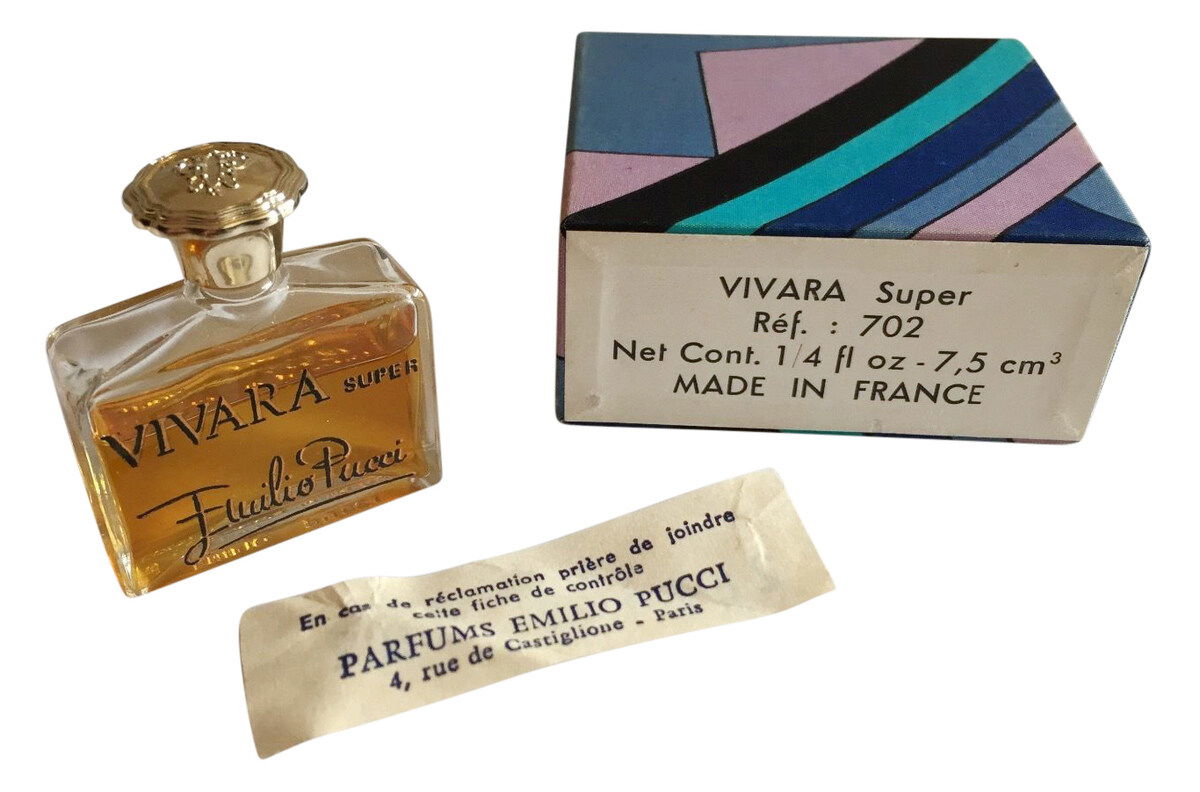 VIVARA SUPER
Emilio Pucci
VIVARA Super
Réf. : 702
Net Cont. 1/4 fl oz - 7,5 cm³
MADE IN FRANCE
En cas de réclamation prière de joindre
cette fiche de contrôle
PARFUMS EMILIO PUCCI
4, rue de Castiglione - Paris